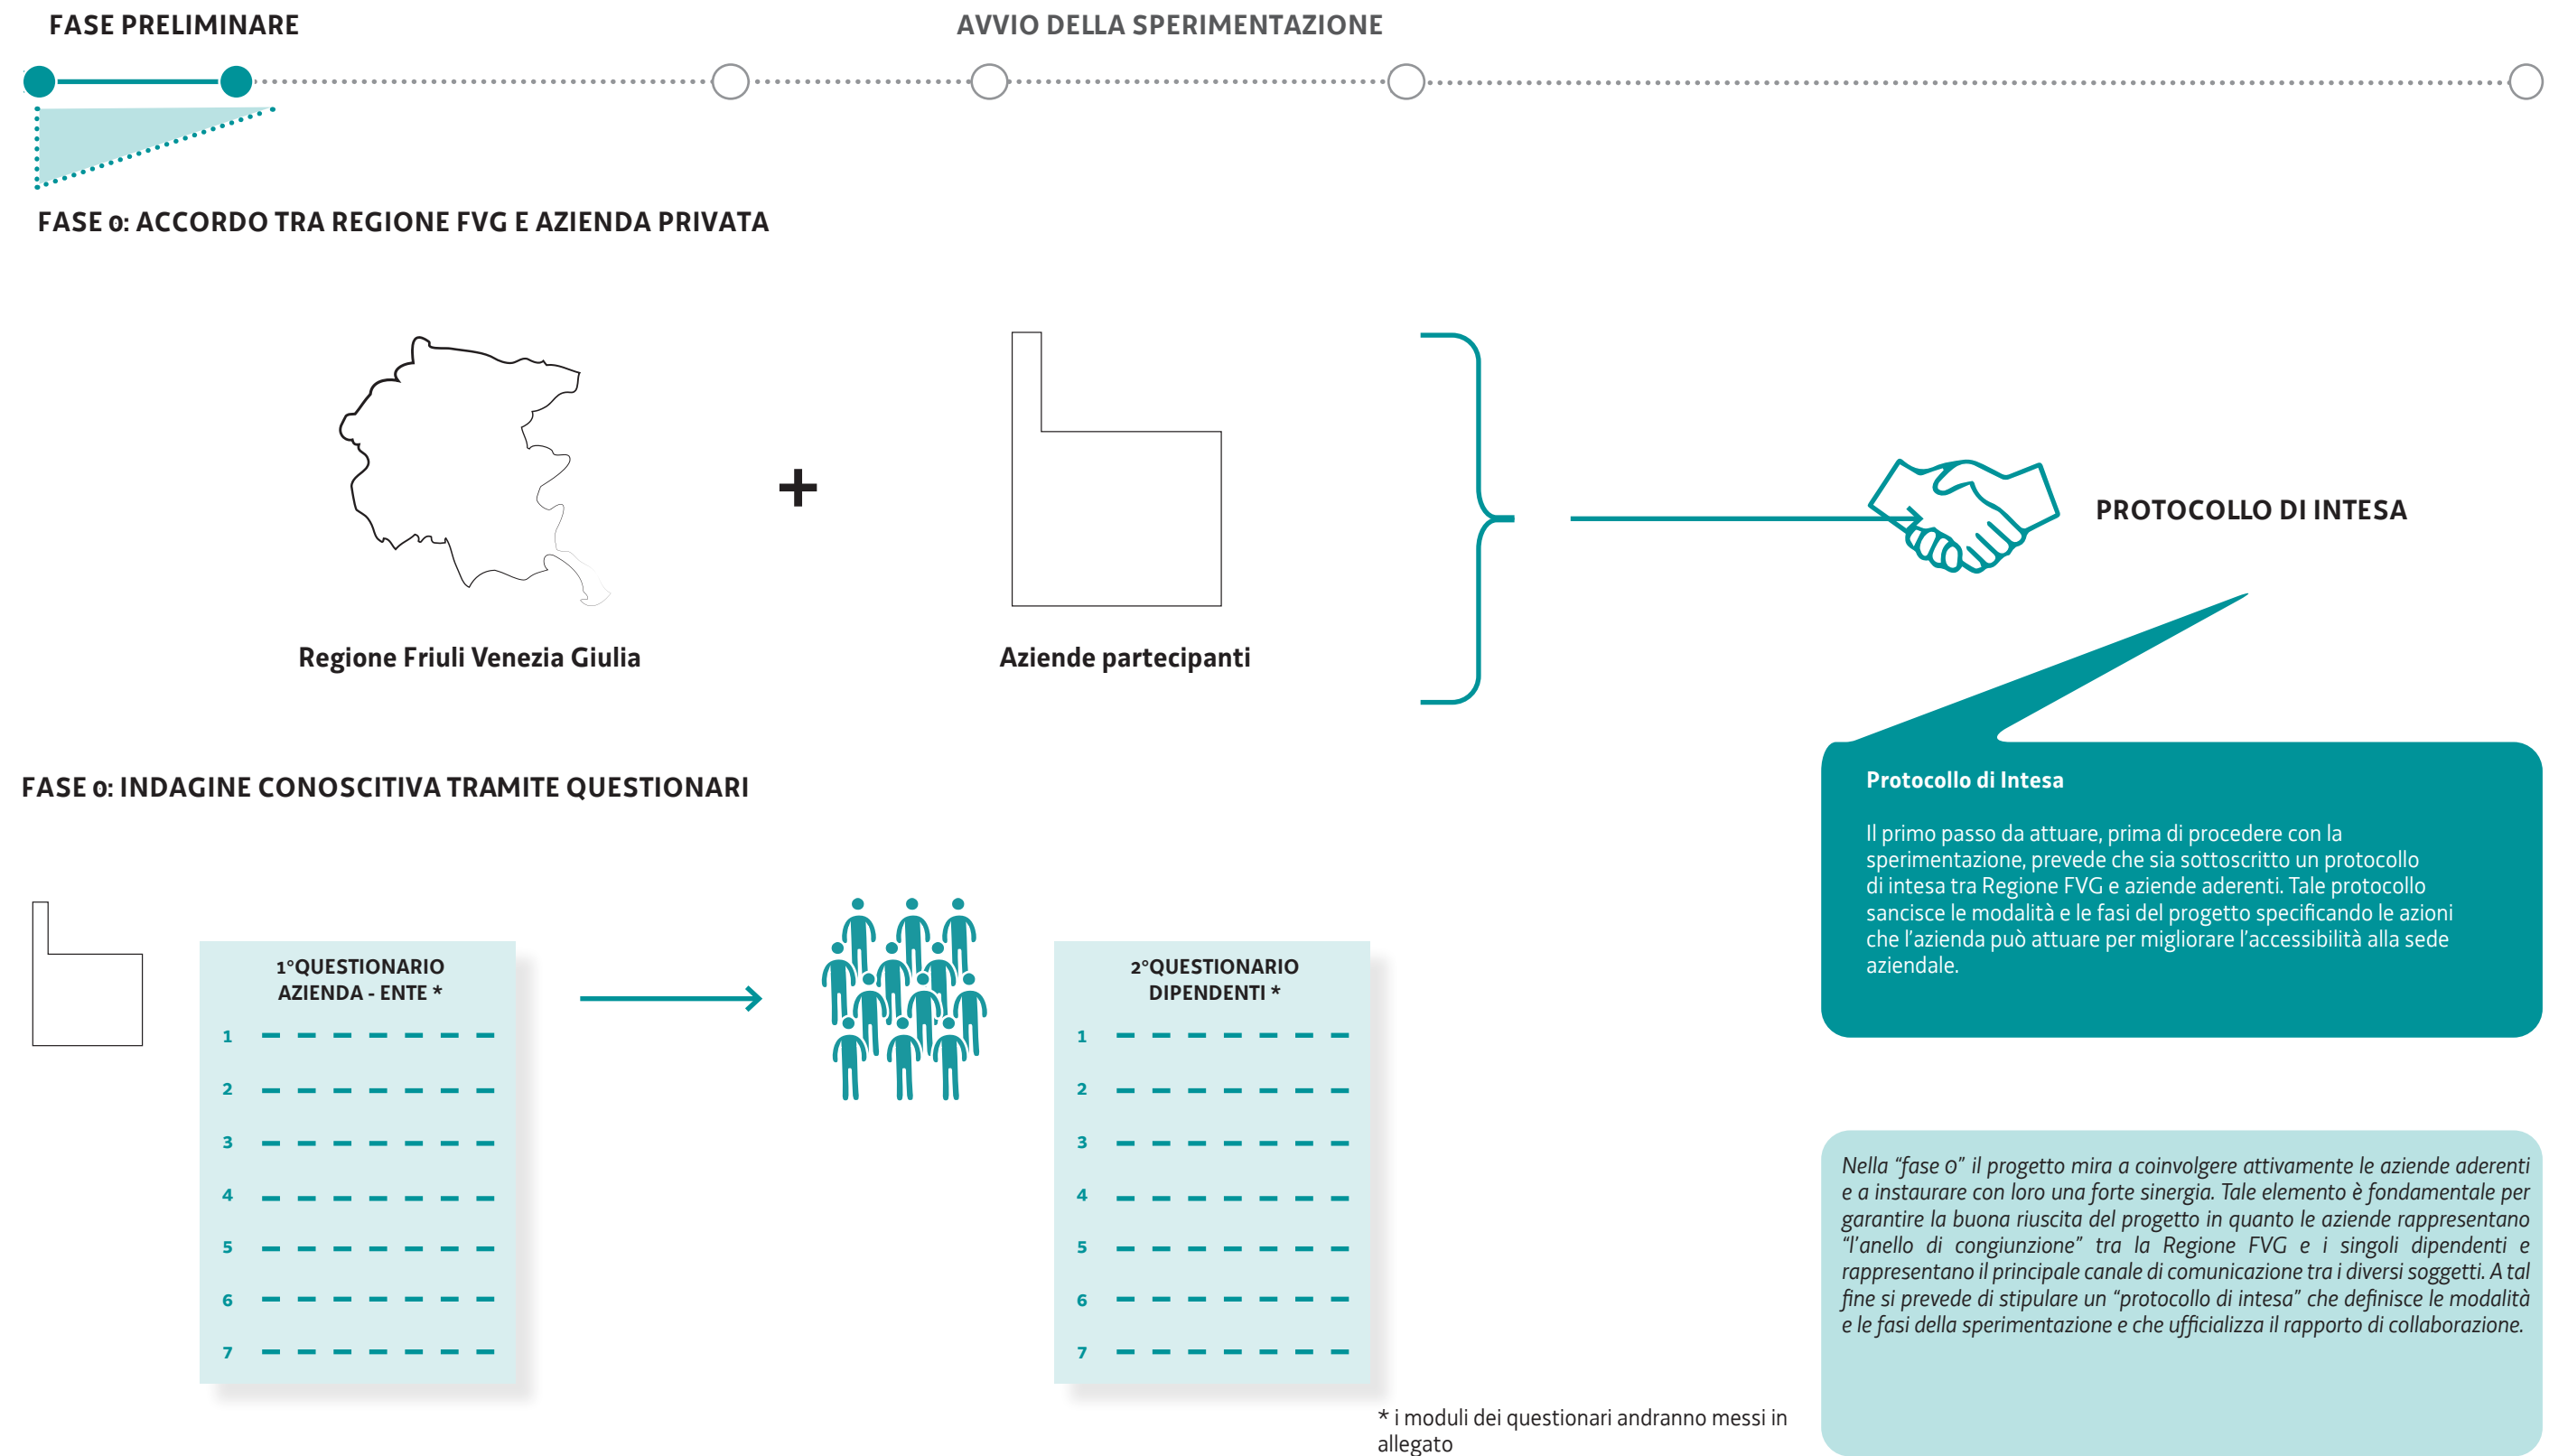 FASE PRELIMINARE
AVVIO DELLA SPERIMENTAZIONE
FASE 0: ACCORDO TRA REGIONE FVG E AZIENDA PRIVATA
+
Regione Friuli Venezia Giulia
Aziende partecipanti
PROTOCOLLO DI INTESA
Protocollo di Intesa
Il primo passo da attuare, prima di procedere con la
sperimentazione, prevede che sia sottoscritto un protocollo
di intesa tra Regione FVG e aziende aderenti. Tale protocollo
sancisce le modalità e le fasi del progetto specificando le azioni
che l'azienda può attuare per migliorare l'accessibilità alla sede
aziendale.
FASE 0: INDAGINE CONOSCITIVA TRAMITE QUESTIONARI
1°QUESTIONARIO
AZIENDA - ENTE *
1
2
3
4
5
6
7
2°QUESTIONARIO
DIPENDENTI *
1
2
3
4
5
6
7
* i moduli dei questionari andranno messi in
allegato
Nella “fase 0” il progetto mira a coinvolgere attivamente le aziende aderenti
e a instaurare con loro una forte sinergia. Tale elemento è fondamentale per
garantire la buona riuscita del progetto in quanto le aziende rappresentano
“l'anello di congiunzione” tra la Regione FVG e i singoli dipendenti e
rappresentano il principale canale di comunicazione tra i diversi soggetti. A tal
fine si prevede di stipulare un “protocollo di intesa” che definisce le modalità
e le fasi della sperimentazione e che ufficializza il rapporto di collaborazione.